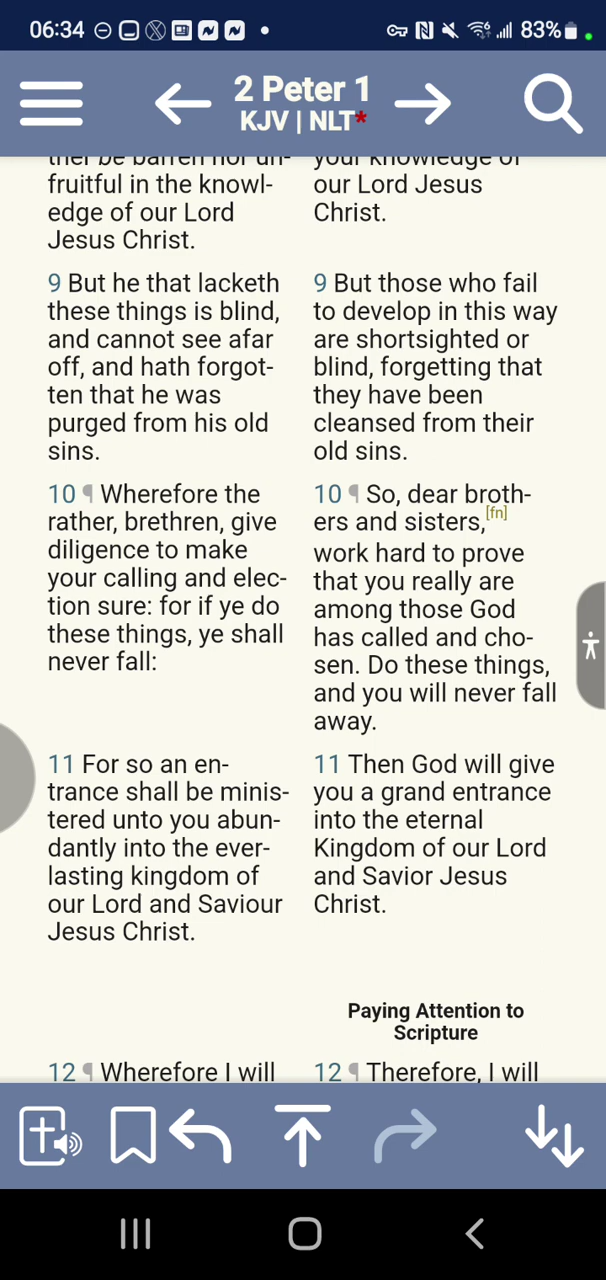 06:34
83%
2 Peter 1
KJV | NLT*
ther be barren nor un-
fruitful in the knowl-
edge of our Lord
Jesus Christ.
9 But he that lacketh
these things is blind,
and cannot see afar
off, and hath forgot-
ten that he was
purged from his old
sins.
10 ¶ Wherefore the
rather, brethren, give
diligence to make
your calling and elec-
tion sure: for if ye do
these things, ye shall
never fall:
11 For so an en-
trance shall be minis-
tered unto you abun-
dantly into the ever-
lasting kingdom of
our Lord and Saviour
Jesus Christ.
12 ¶ Wherefore I will
your knowledge of
our Lord Jesus
Christ.
9 But those who fail
to develop in this way
are shortsighted or
blind, forgetting that
they have been
cleansed from their
old sins.
10 ¶ So, dear broth-
ers and sisters,[fn]
work hard to prove
that you really are
among those God
has called and cho-
sen. Do these things,
and you will never fall
away.
11 Then God will give
you a grand entrance
into the eternal
Kingdom of our Lord
and Savior Jesus
Christ.
Paying Attention to
Scripture
12 ¶ Therefore, I will